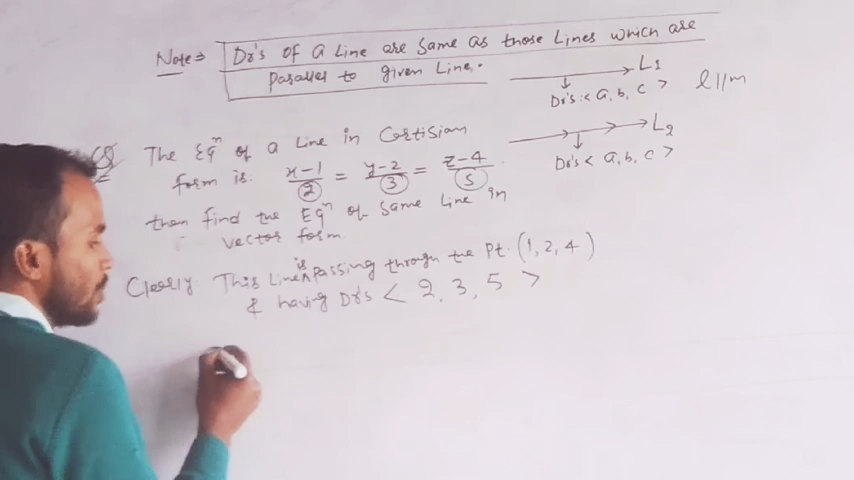 Note⇒ Dr's of a Line are same as those Lines which are
parallel to given Line.
L1
Dr's:< a, b, c > l || m
L2
Dr's < a, b, c >
Q The Eqn of a Line in Cartisian
form is: x-1/2 = y-2/3 = z-4/5
then find the Eqn of same Line in
vector form.
Clearly This Line is passing through the Pt. (1, 2, 4)
& having Dr's < 2, 3, 5 >